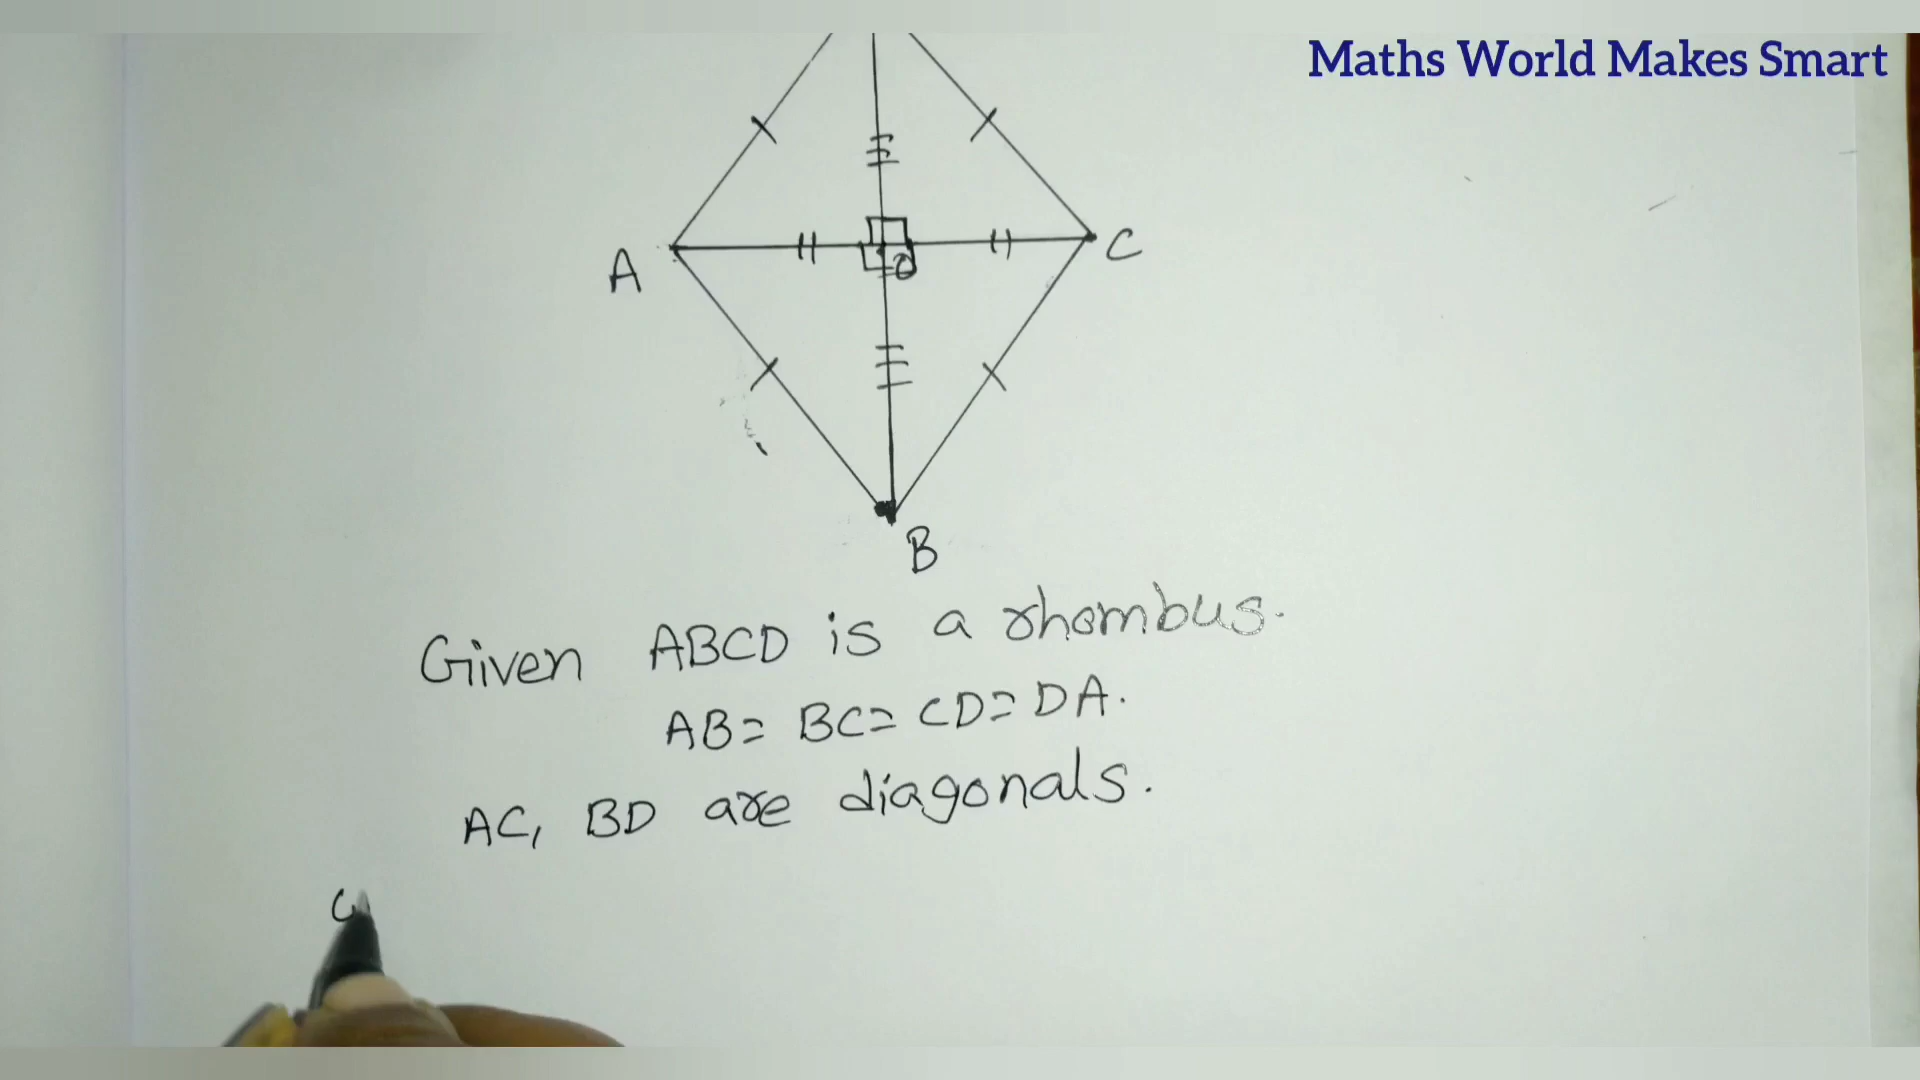 Maths World Makes Smart
A
C
O
B
Given ABCD is a rhombus.
AB= BC= CD= DA.
AC, BD are diagonals.